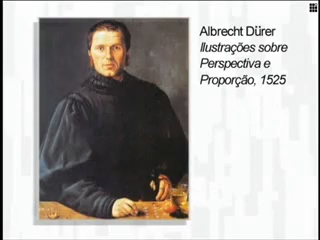 Albrecht Dürer
Ilustrações sobre
Perspectiva e
Proporção, 1525